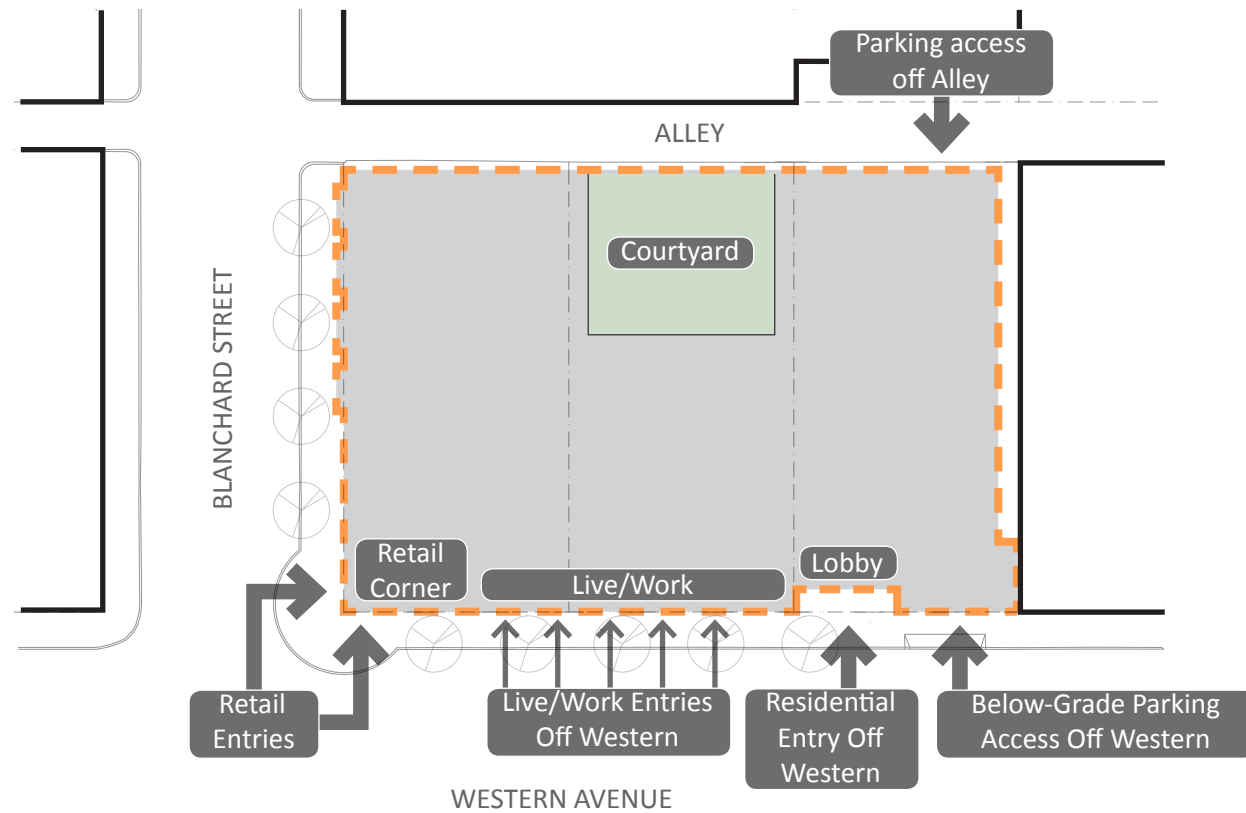 Parking access
off Alley
ALLEY
Courtyard
BLANCHARD STREET
Retail
Corner
Live/Work
Lobby
Retail
Entries
Live/Work Entries
Off Western
Residential
Entry Off
Western
Below-Grade Parking
Access Off Western
WESTERN AVENUE